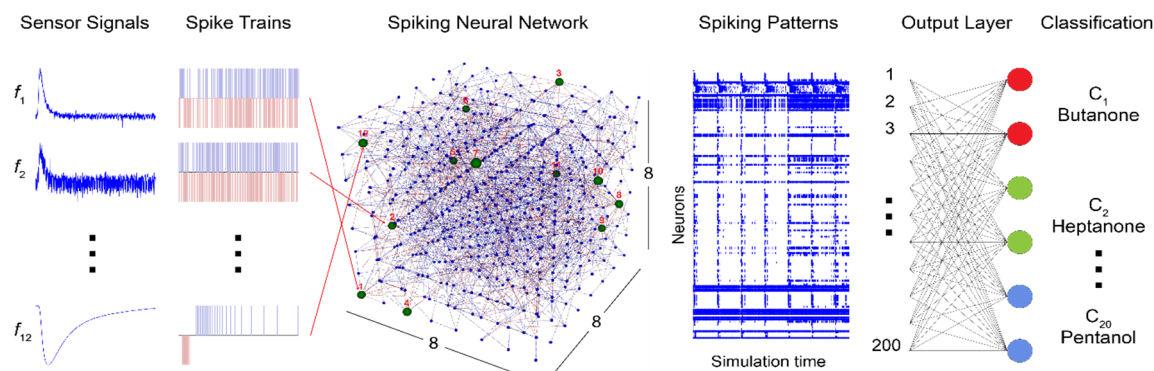 Sensor Signals
Spike Trains
Spiking Neural Network
Spiking Patterns
Output Layer
Classification
f1
f2
f12
3
12
7
2
10
8
9
1
4
8
8
8
Neurons
Simulation time
1
2
3
200
C1
Butanone
C2
Heptanone
C20
Pentanol